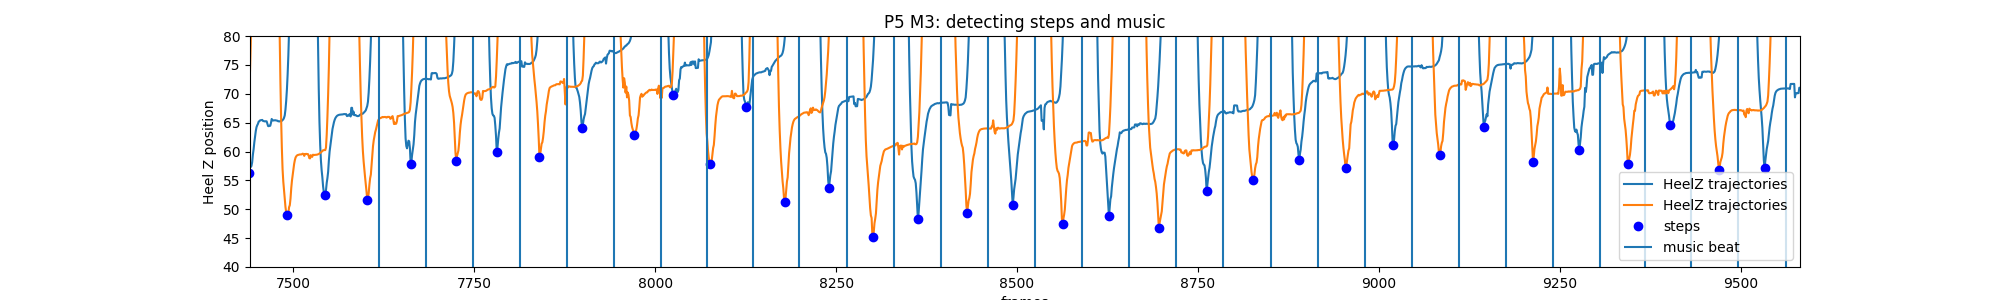 P5 M3: detecting steps and music
80
75
70
65
60
55
50
45
40
Heel Z position
7500 7750 8000 8250 8500 8750 9000 9250 9500
frames
HeelZ trajectories
HeelZ trajectories
steps
music beat